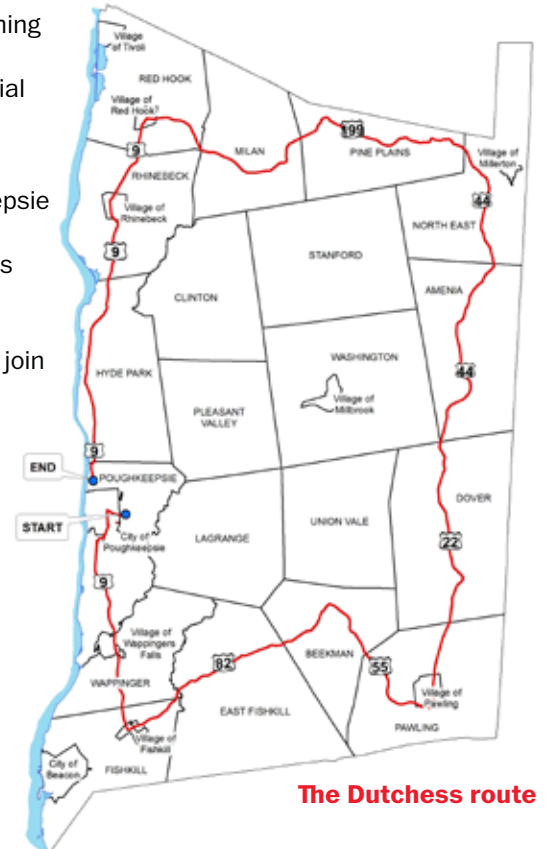 ning
ial
epsie
s
join
Village
of Tivoli
RED HOOK
Village of
Red Hook
199
9
MILAN
PINE PLAINS
Village of
Millerton
RHINEBECK
44
Village of
Rhinebeck
NORTH EAST
9
STANFORD
AMENIA
CLINTON
WASHINGTON
44
HYDE PARK
Village of
Millbrook
PLEASANT
VALLEY
9
END
POUGHKEEPSIE
DOVER
START
City of
Poughkeepsie
UNION VALE
LAGRANGE
22
9
Village of
Wappingers
Falls
BEEKMAN
82
55
WAPPINGER
Village of
Pawling
EAST FISHKILL
PAWLING
Village of
Fishkill
City of
Beacon
FISHKILL
The Dutchess route